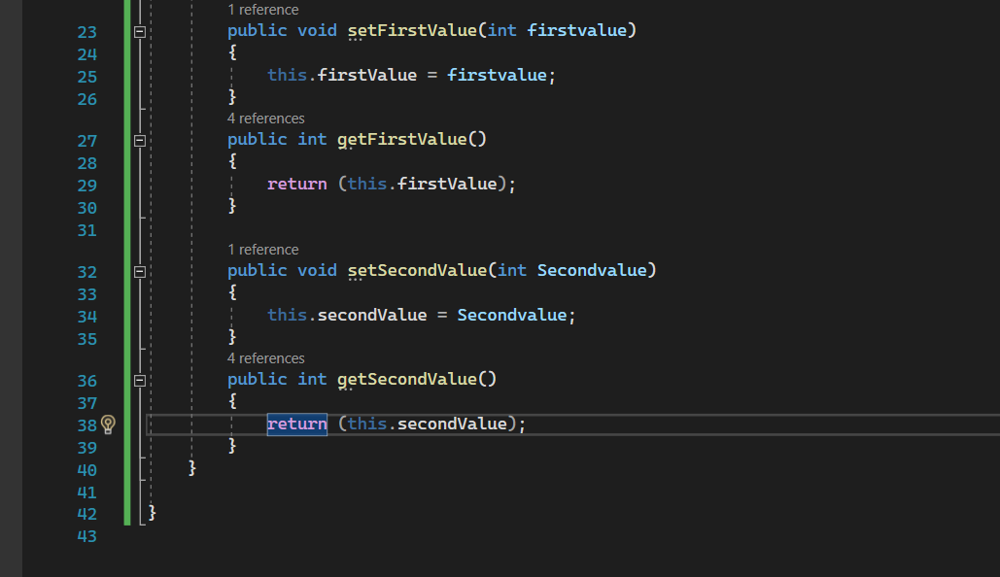 1 reference
23 public void setFirstValue(int firstvalue)
24 {
25 this.firstValue = firstvalue;
26 }
4 references
27 public int getFirstValue()
28 {
29 return (this.firstValue);
30 }
31
1 reference
32 public void setSecondValue(int Secondvalue)
33 {
34 this.secondValue = Secondvalue;
35 }
4 references
36 public int getSecondValue()
37 {
38 return (this.secondValue);
39 }
40 }
41
42 }
43